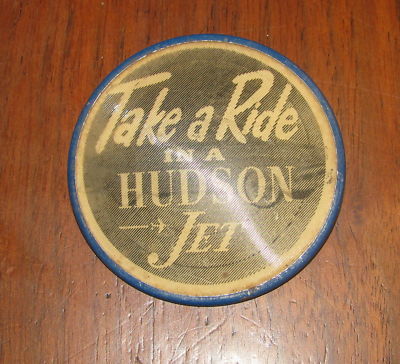 Take a Ride
IN A
HUDSON
JET